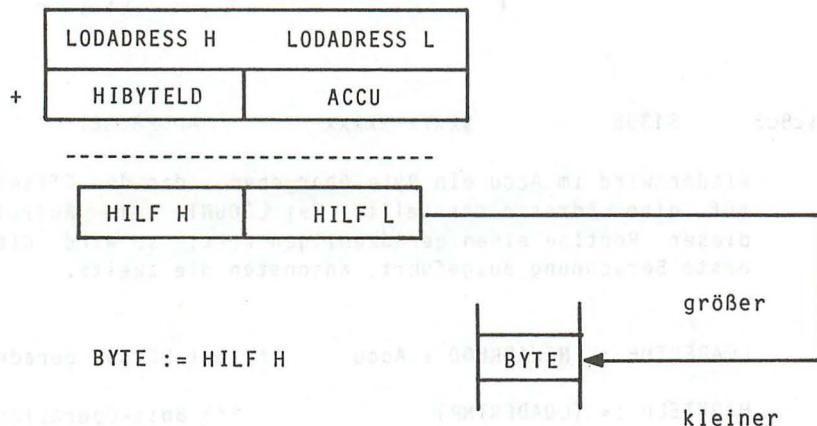 LODADRESS H LODADRESS L
+ HIBYTELD ACCU
HILF H HILF L
größer
BYTE := HILF H BYTE
kleiner